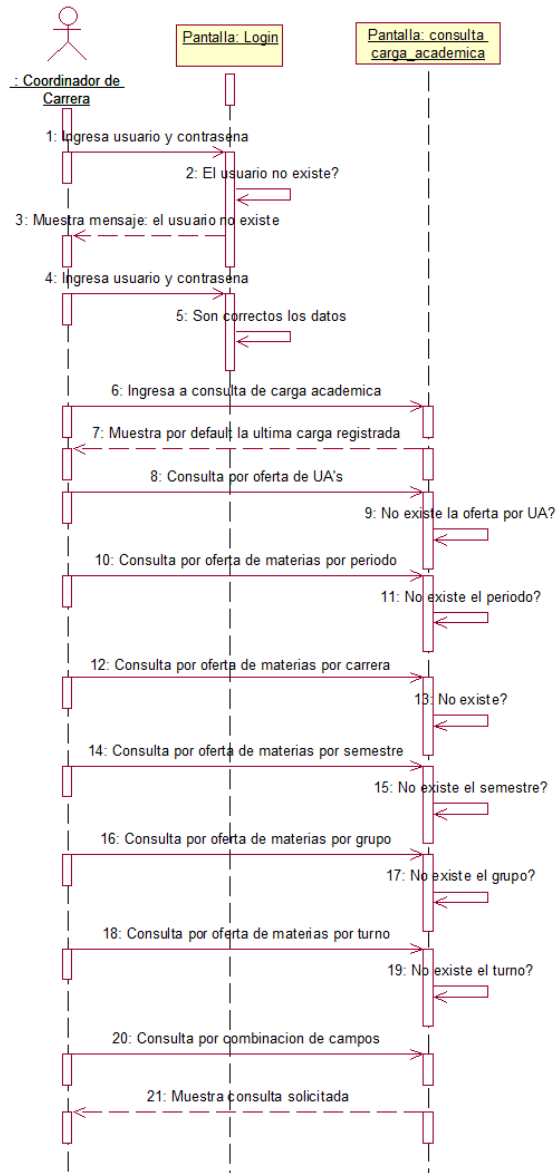 : Coordinador de
Carrera
Pantalla: Login
Pantalla: consulta
carga_academica
1: Ingresa usuario y contrasena
2: El usuario no existe?
3: Muestra mensaje: el usuario no existe
4: Ingresa usuario y contrasena
5: Son correctos los datos
6: Ingresa a consulta de carga academica
7: Muestra por default la ultima carga registrada
8: Consulta por oferta de UA's
9: No existe la oferta por UA?
10: Consulta por oferta de materias por periodo
11: No existe el periodo?
12: Consulta por oferta de materias por carrera
13: No existe?
14: Consulta por oferta de materias por semestre
15: No existe el semestre?
16: Consulta por oferta de materias por grupo
17: No existe el grupo?
18: Consulta por oferta de materias por turno
19: No existe el turno?
20: Consulta por combinacion de campos
21: Muestra consulta solicitada